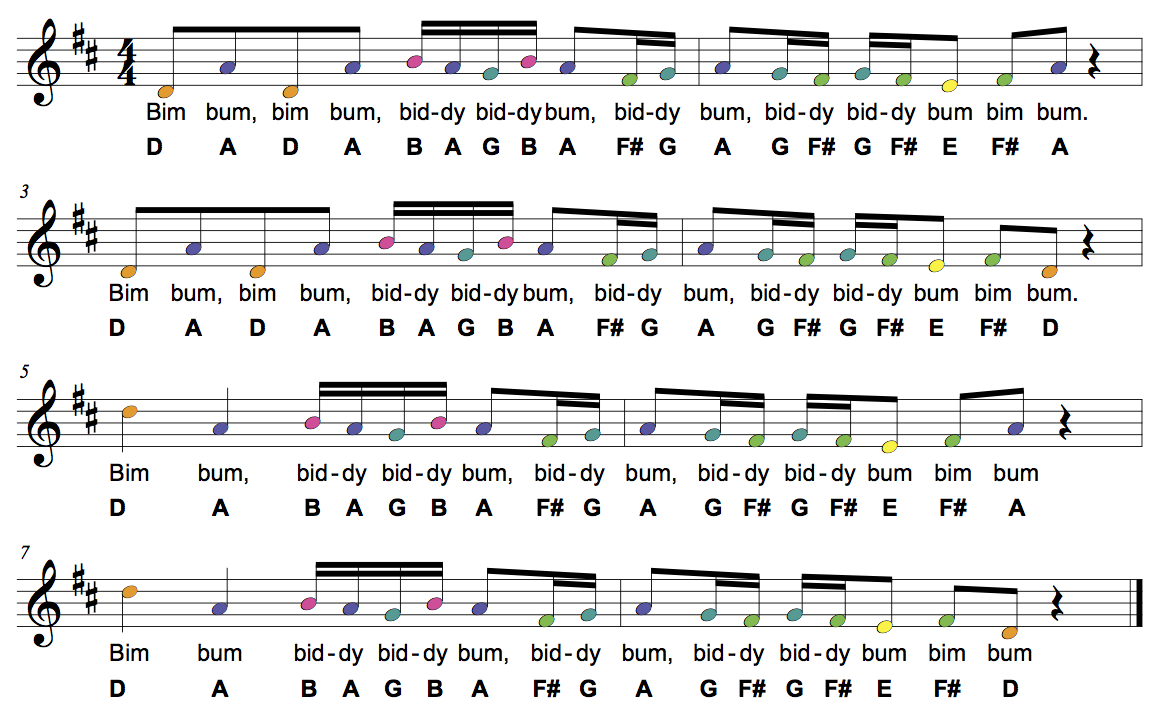 4
4
Bim bum, bim bum, bid-dy bid-dy bum, bid-dy bum, bid-dy bid-dy bum bim bum.
D A D A B A G B A F# G A G F# G F# E F# A
3
Bim bum, bim bum, bid-dy bid-dy bum, bid-dy bum, bid-dy bid-dy bum bim bum.
D A D A B A G B A F# G A G F# G F# E F# D
5
Bim bum, bid-dy bid-dy bum, bid-dy bum, bid-dy bid-dy bum bim bum
D A B A G B A F# G A G F# G F# E F# A
7
Bim bum bid-dy bid-dy bum, bid-dy bum, bid-dy bid-dy bum bim bum
D A B A G B A F# G A G F# G F# E F# D